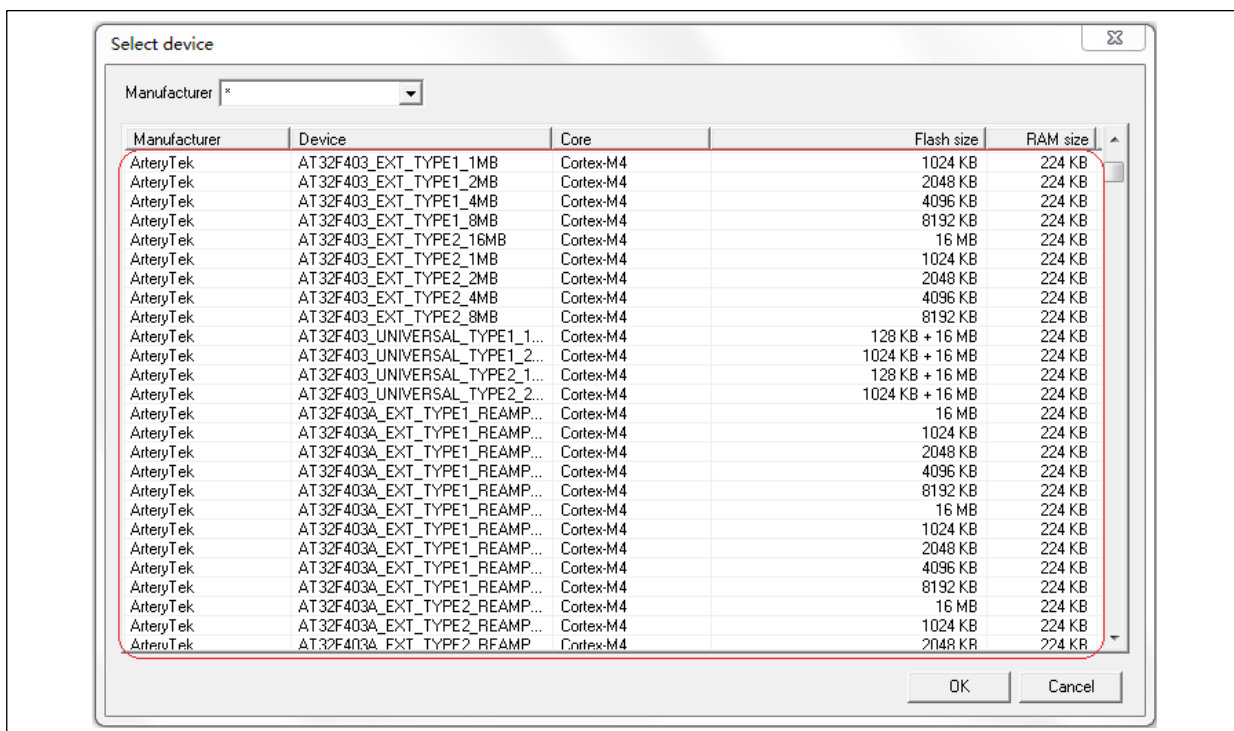 Select device
Manufacturer *
Manufacturer Device Core Flash size RAM size
ArteryTek AT32F403_EXT_TYPE1_1MB Cortex-M4 1024 KB 224 KB
ArteryTek AT32F403_EXT_TYPE1_2MB Cortex-M4 2048 KB 224 KB
ArteryTek AT32F403_EXT_TYPE1_4MB Cortex-M4 4096 KB 224 KB
ArteryTek AT32F403_EXT_TYPE1_8MB Cortex-M4 8192 KB 224 KB
ArteryTek AT32F403_EXT_TYPE2_16MB Cortex-M4 16 MB 224 KB
ArteryTek AT32F403_EXT_TYPE2_1MB Cortex-M4 1024 KB 224 KB
ArteryTek AT32F403_EXT_TYPE2_2MB Cortex-M4 2048 KB 224 KB
ArteryTek AT32F403_EXT_TYPE2_4MB Cortex-M4 4096 KB 224 KB
ArteryTek AT32F403_EXT_TYPE2_8MB Cortex-M4 8192 KB 224 KB
ArteryTek AT32F403_UNIVERSAL_TYPE1_1... Cortex-M4 128 KB + 16 MB 224 KB
ArteryTek AT32F403_UNIVERSAL_TYPE1_2... Cortex-M4 1024 KB + 16 MB 224 KB
ArteryTek AT32F403_UNIVERSAL_TYPE2_1... Cortex-M4 128 KB + 16 MB 224 KB
ArteryTek AT32F403_UNIVERSAL_TYPE2_2... Cortex-M4 1024 KB + 16 MB 224 KB
ArteryTek AT32F403A_EXT_TYPE1_REAMP... Cortex-M4 16 MB 224 KB
ArteryTek AT32F403A_EXT_TYPE1_REAMP... Cortex-M4 1024 KB 224 KB
ArteryTek AT32F403A_EXT_TYPE1_REAMP... Cortex-M4 2048 KB 224 KB
ArteryTek AT32F403A_EXT_TYPE1_REAMP... Cortex-M4 4096 KB 224 KB
ArteryTek AT32F403A_EXT_TYPE1_REAMP... Cortex-M4 8192 KB 224 KB
ArteryTek AT32F403A_EXT_TYPE1_REAMP... Cortex-M4 16 MB 224 KB
ArteryTek AT32F403A_EXT_TYPE1_REAMP... Cortex-M4 1024 KB 224 KB
ArteryTek AT32F403A_EXT_TYPE1_REAMP... Cortex-M4 2048 KB 224 KB
ArteryTek AT32F403A_EXT_TYPE1_REAMP... Cortex-M4 4096 KB 224 KB
ArteryTek AT32F403A_EXT_TYPE1_REAMP... Cortex-M4 8192 KB 224 KB
ArteryTek AT32F403A_EXT_TYPE2_REAMP... Cortex-M4 16 MB 224 KB
ArteryTek AT32F403A_EXT_TYPE2_REAMP... Cortex-M4 1024 KB 224 KB
ArteryTek AT32F403A_EXT_TYPE2_REAMP Cortex-M4 2048 KB 224 KB
OK Cancel